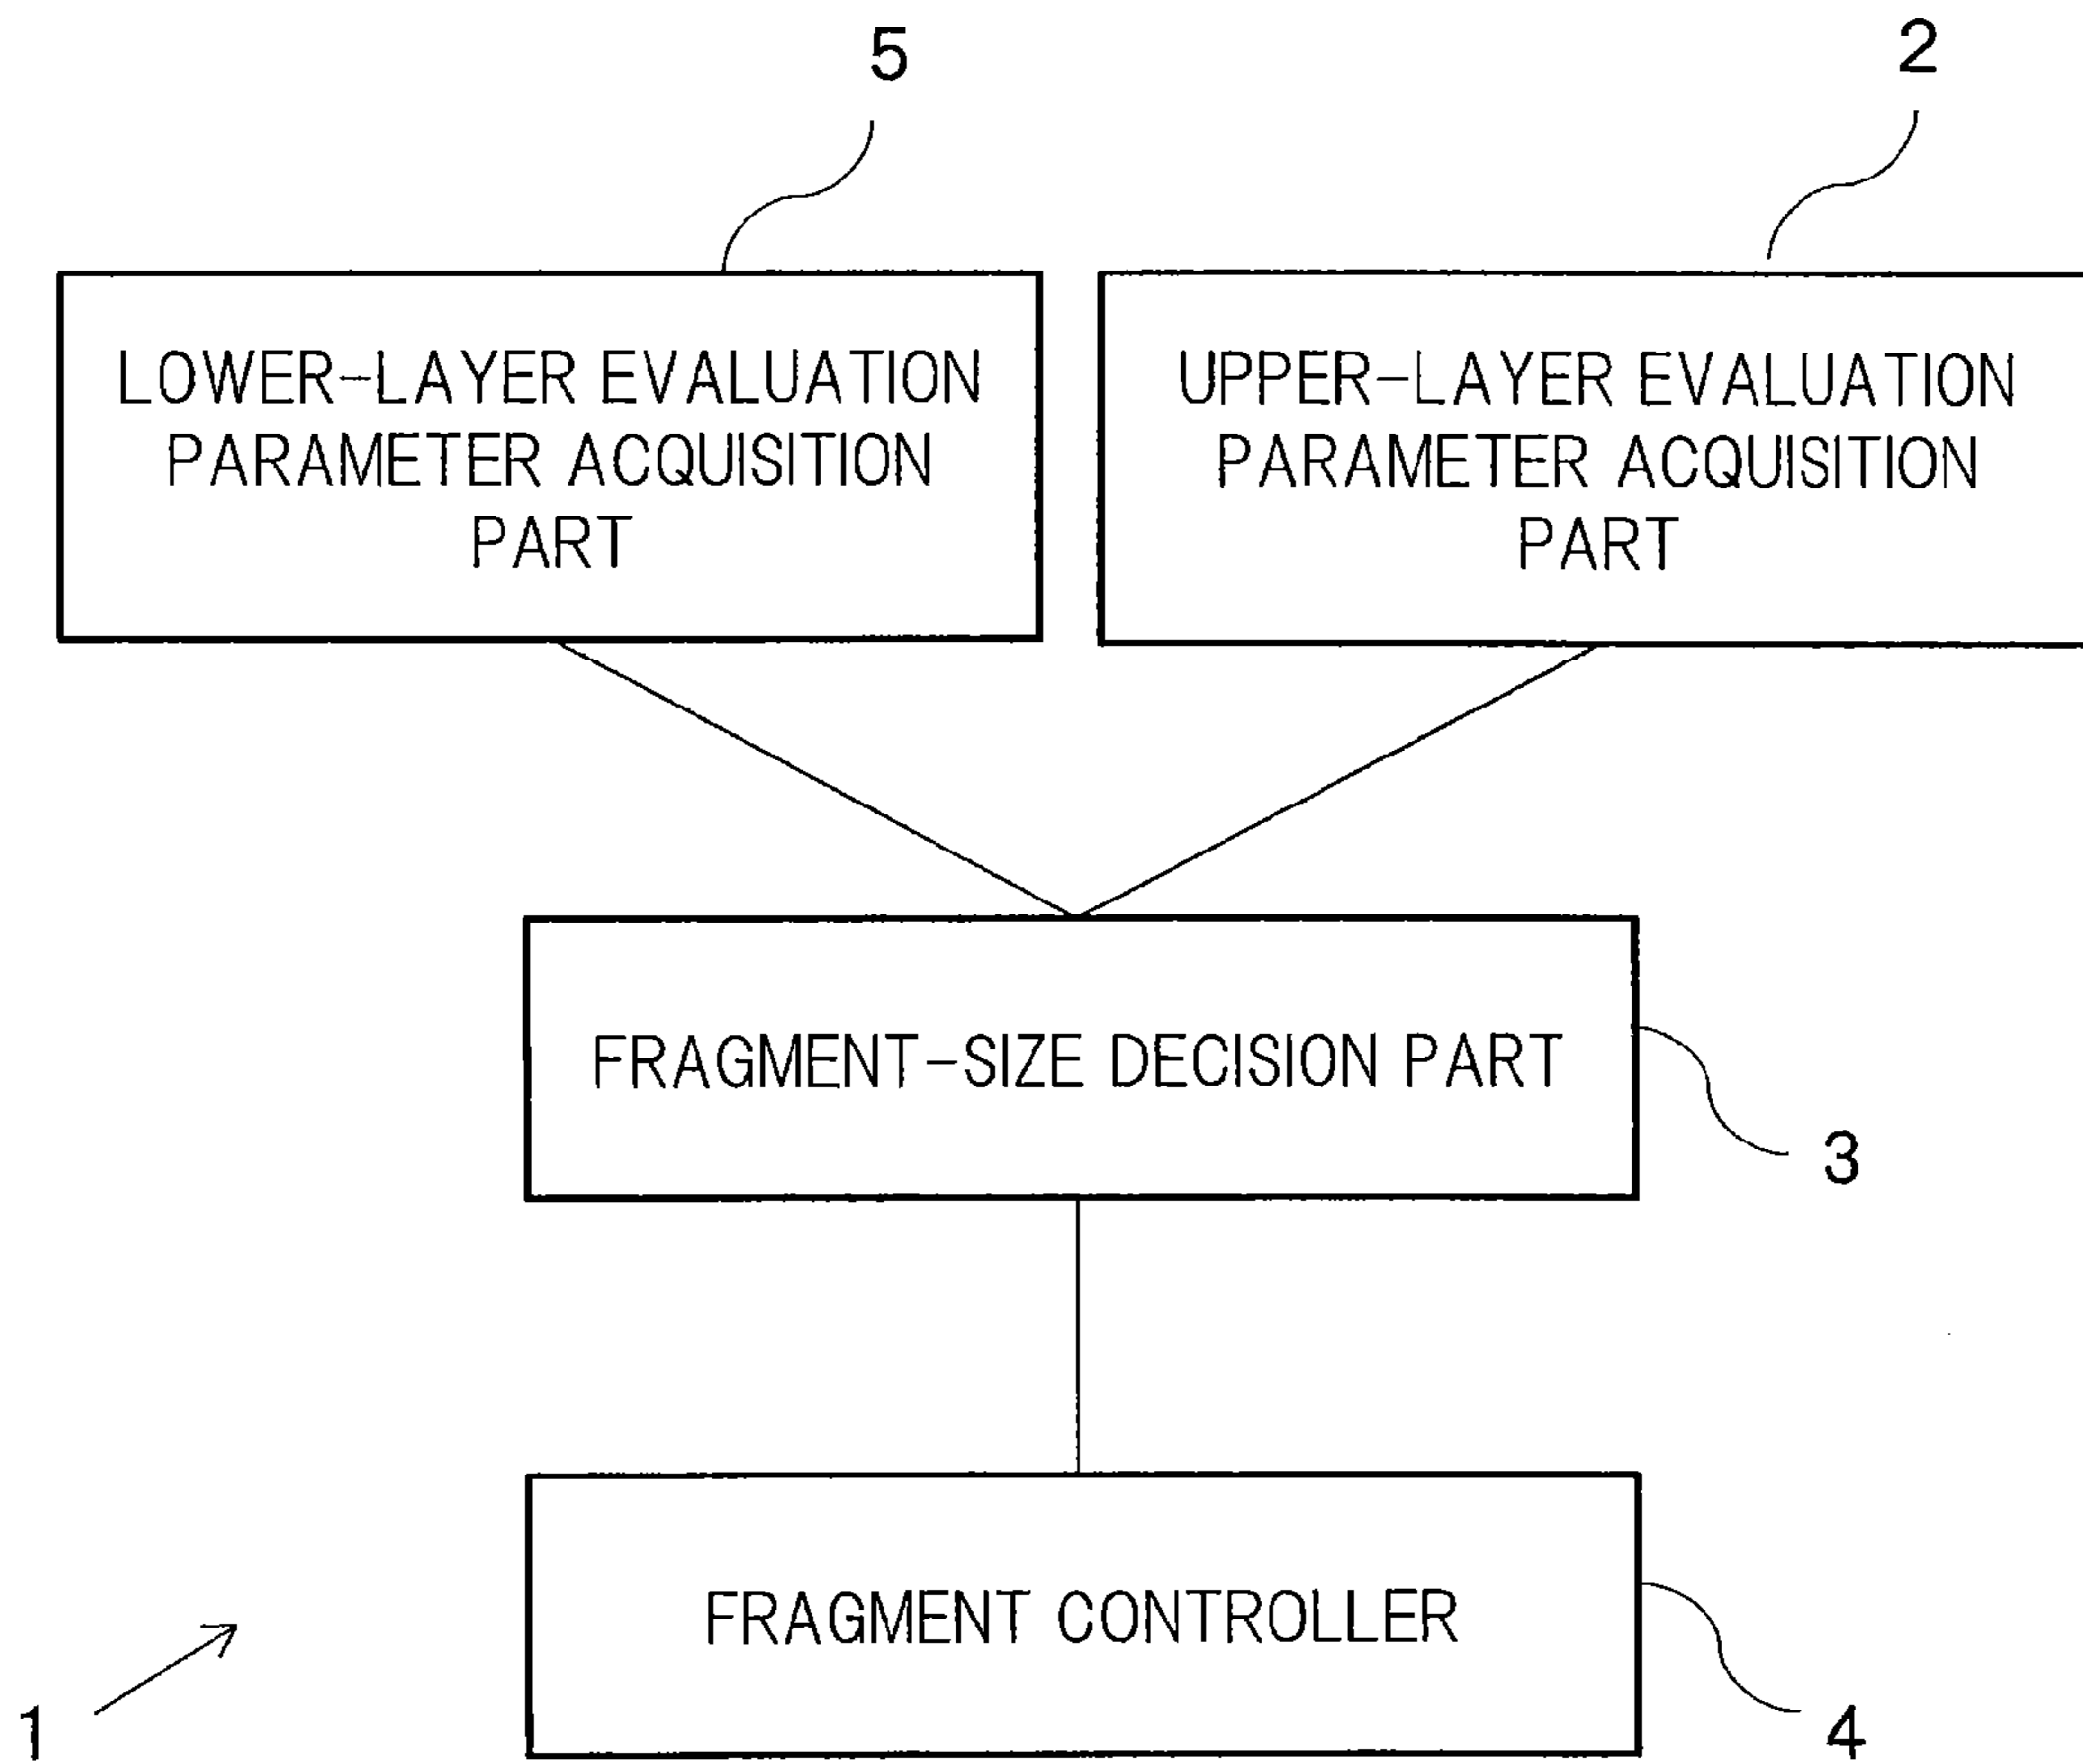 5
2
LOWER-LAYER EVALUATION
PARAMETER ACQUISITION
PART
UPPER-LAYER EVALUATION
PARAMETER ACQUISITION
PART
FRAGMENT-SIZE DECISION PART
3
FRAGMENT CONTROLLER
1
4